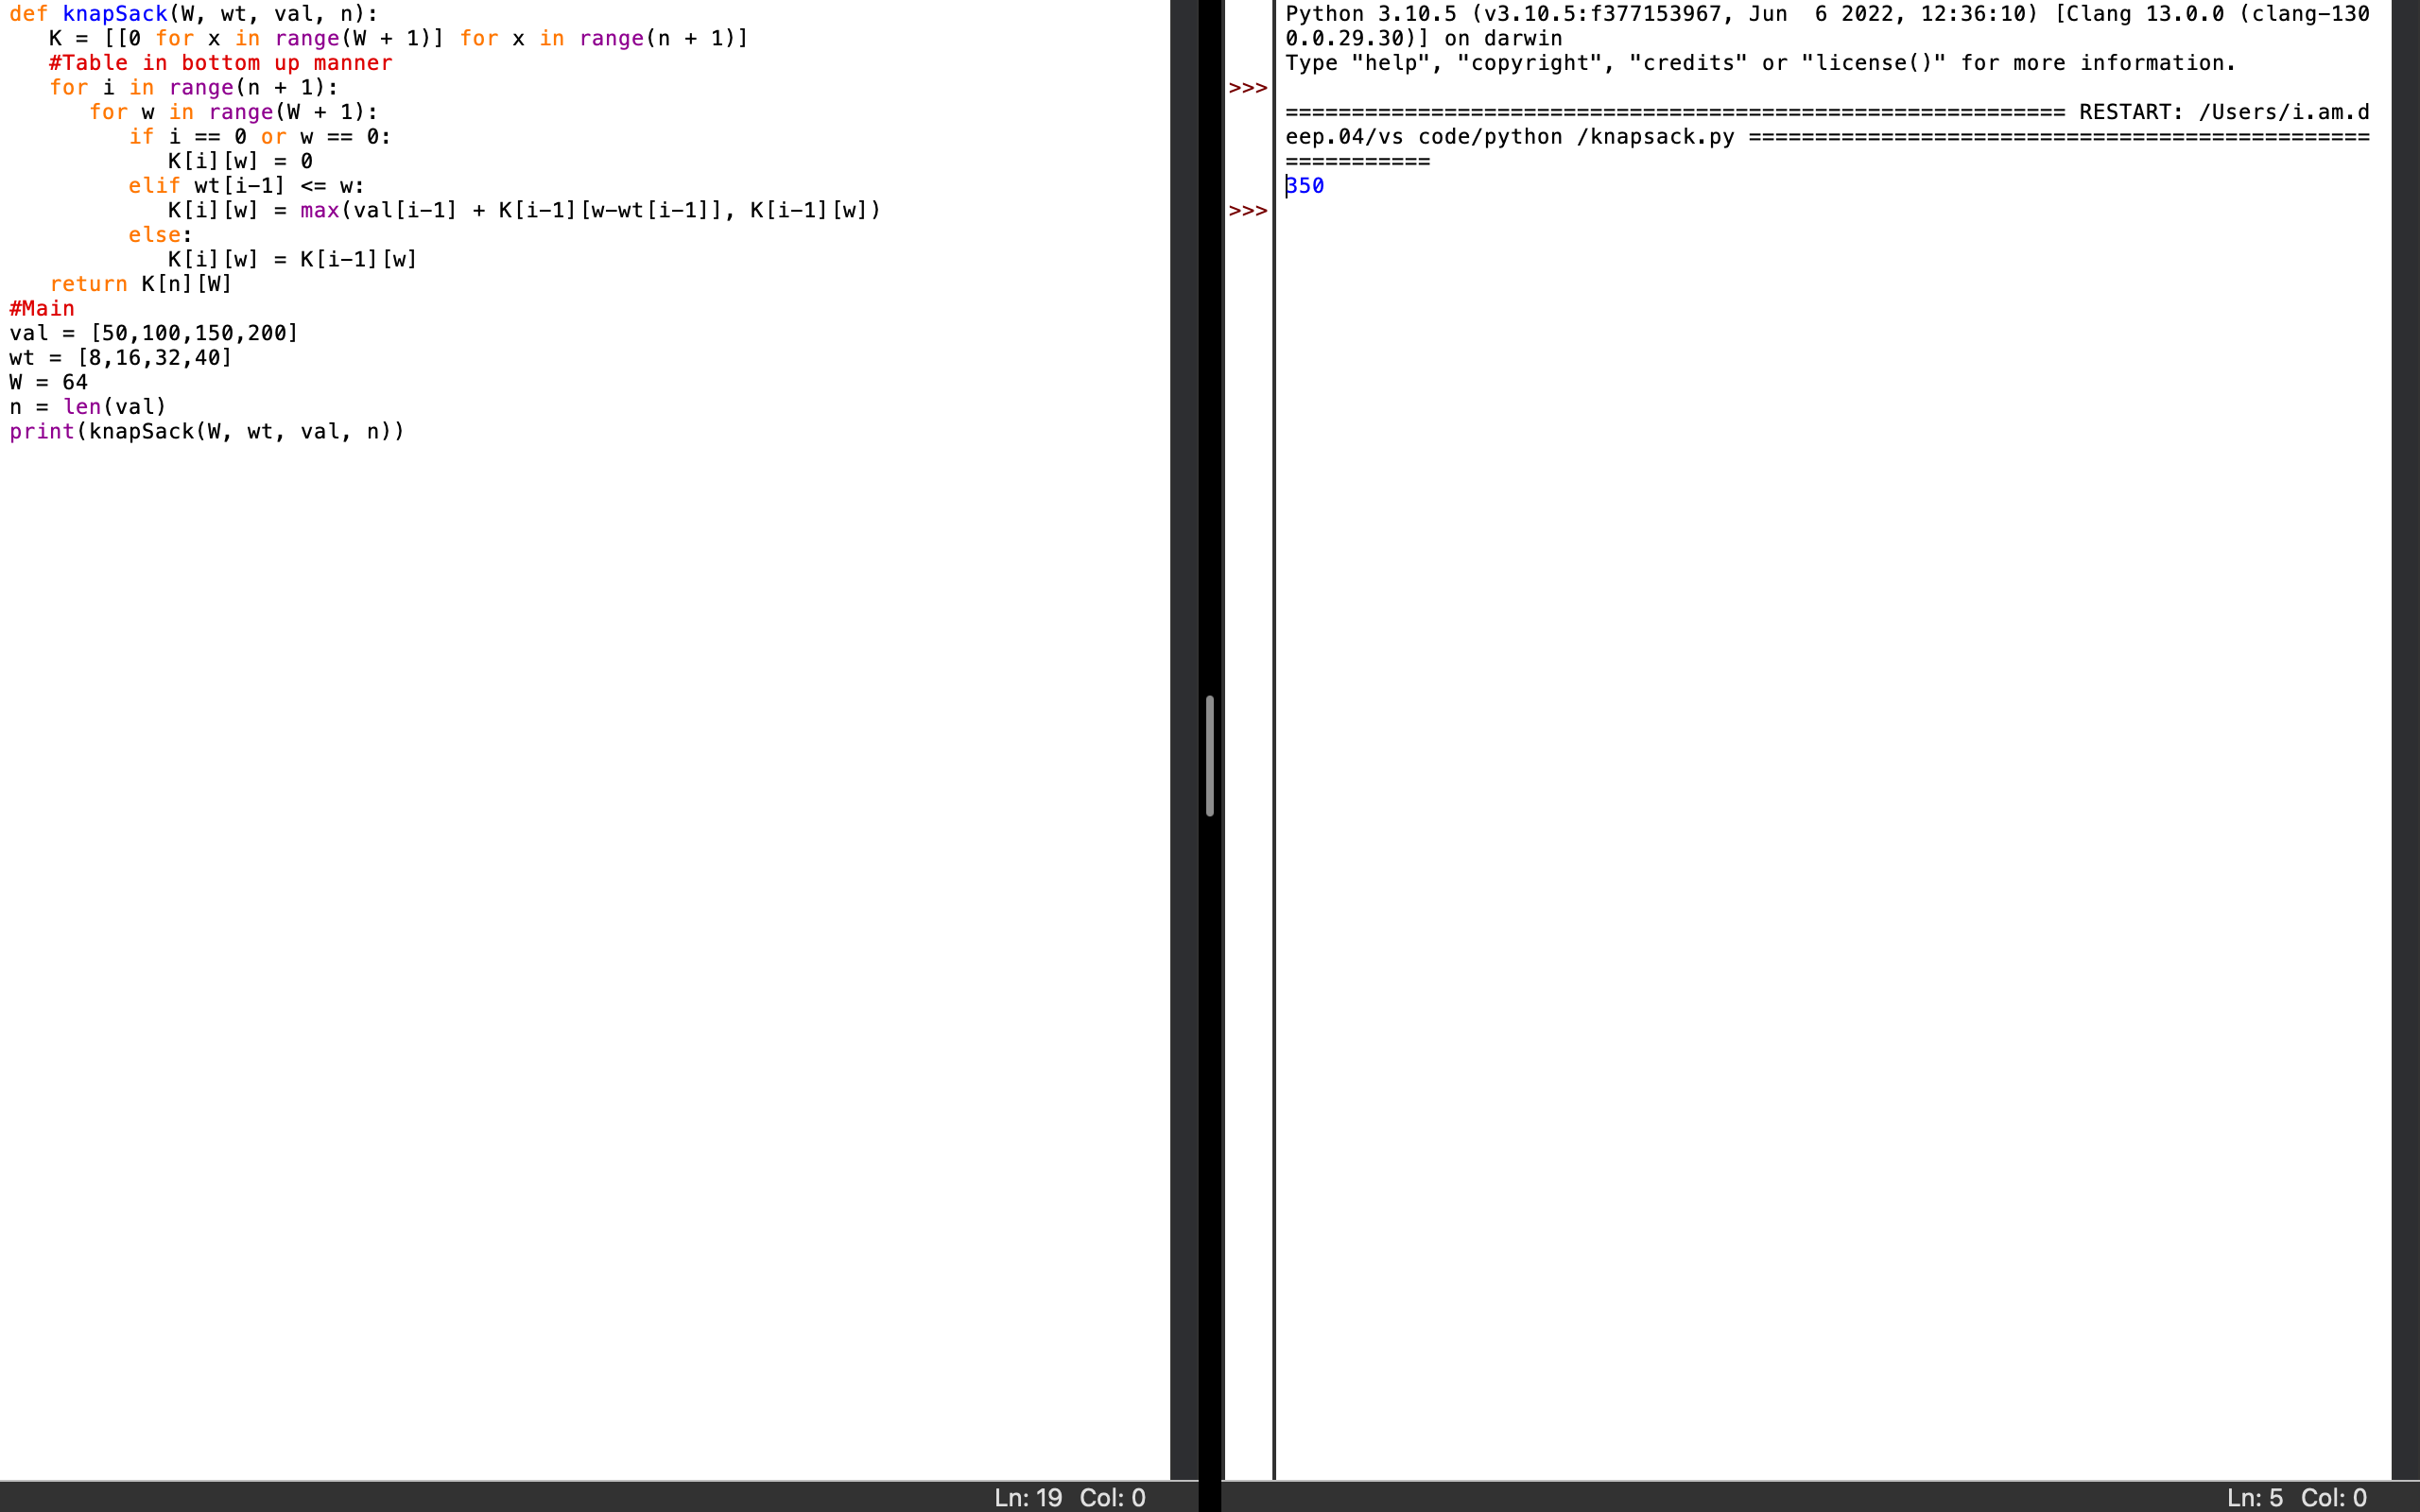 def knapSack(W, wt, val, n):
   K = [[0 for x in range(W + 1)] for x in range(n + 1)]
   #Table in bottom up manner
   for i in range(n + 1):
      for w in range(W + 1):
         if i == 0 or w == 0:
            K[i][w] = 0
         elif wt[i-1] <= w:
            K[i][w] = max(val[i-1] + K[i-1][w-wt[i-1]], K[i-1][w])
         else:
            K[i][w] = K[i-1][w]
   return K[n][W]
#Main
val = [50,100,150,200]
wt = [8,16,32,40]
W = 64
n = len(val)
print(knapSack(W, wt, val, n))
Ln: 19 Col: 0
Python 3.10.5 (v3.10.5:f377153967, Jun  6 2022, 12:36:10) [Clang 13.0.0 (clang-130
0.0.29.30)] on darwin
Type "help", "copyright", "credits" or "license()" for more information.
>>>
=========================================================== RESTART: /Users/i.am.d
eep.04/vs code/python /knapsack.py ===============================================
===========
350
>>>
Ln: 5 Col: 0